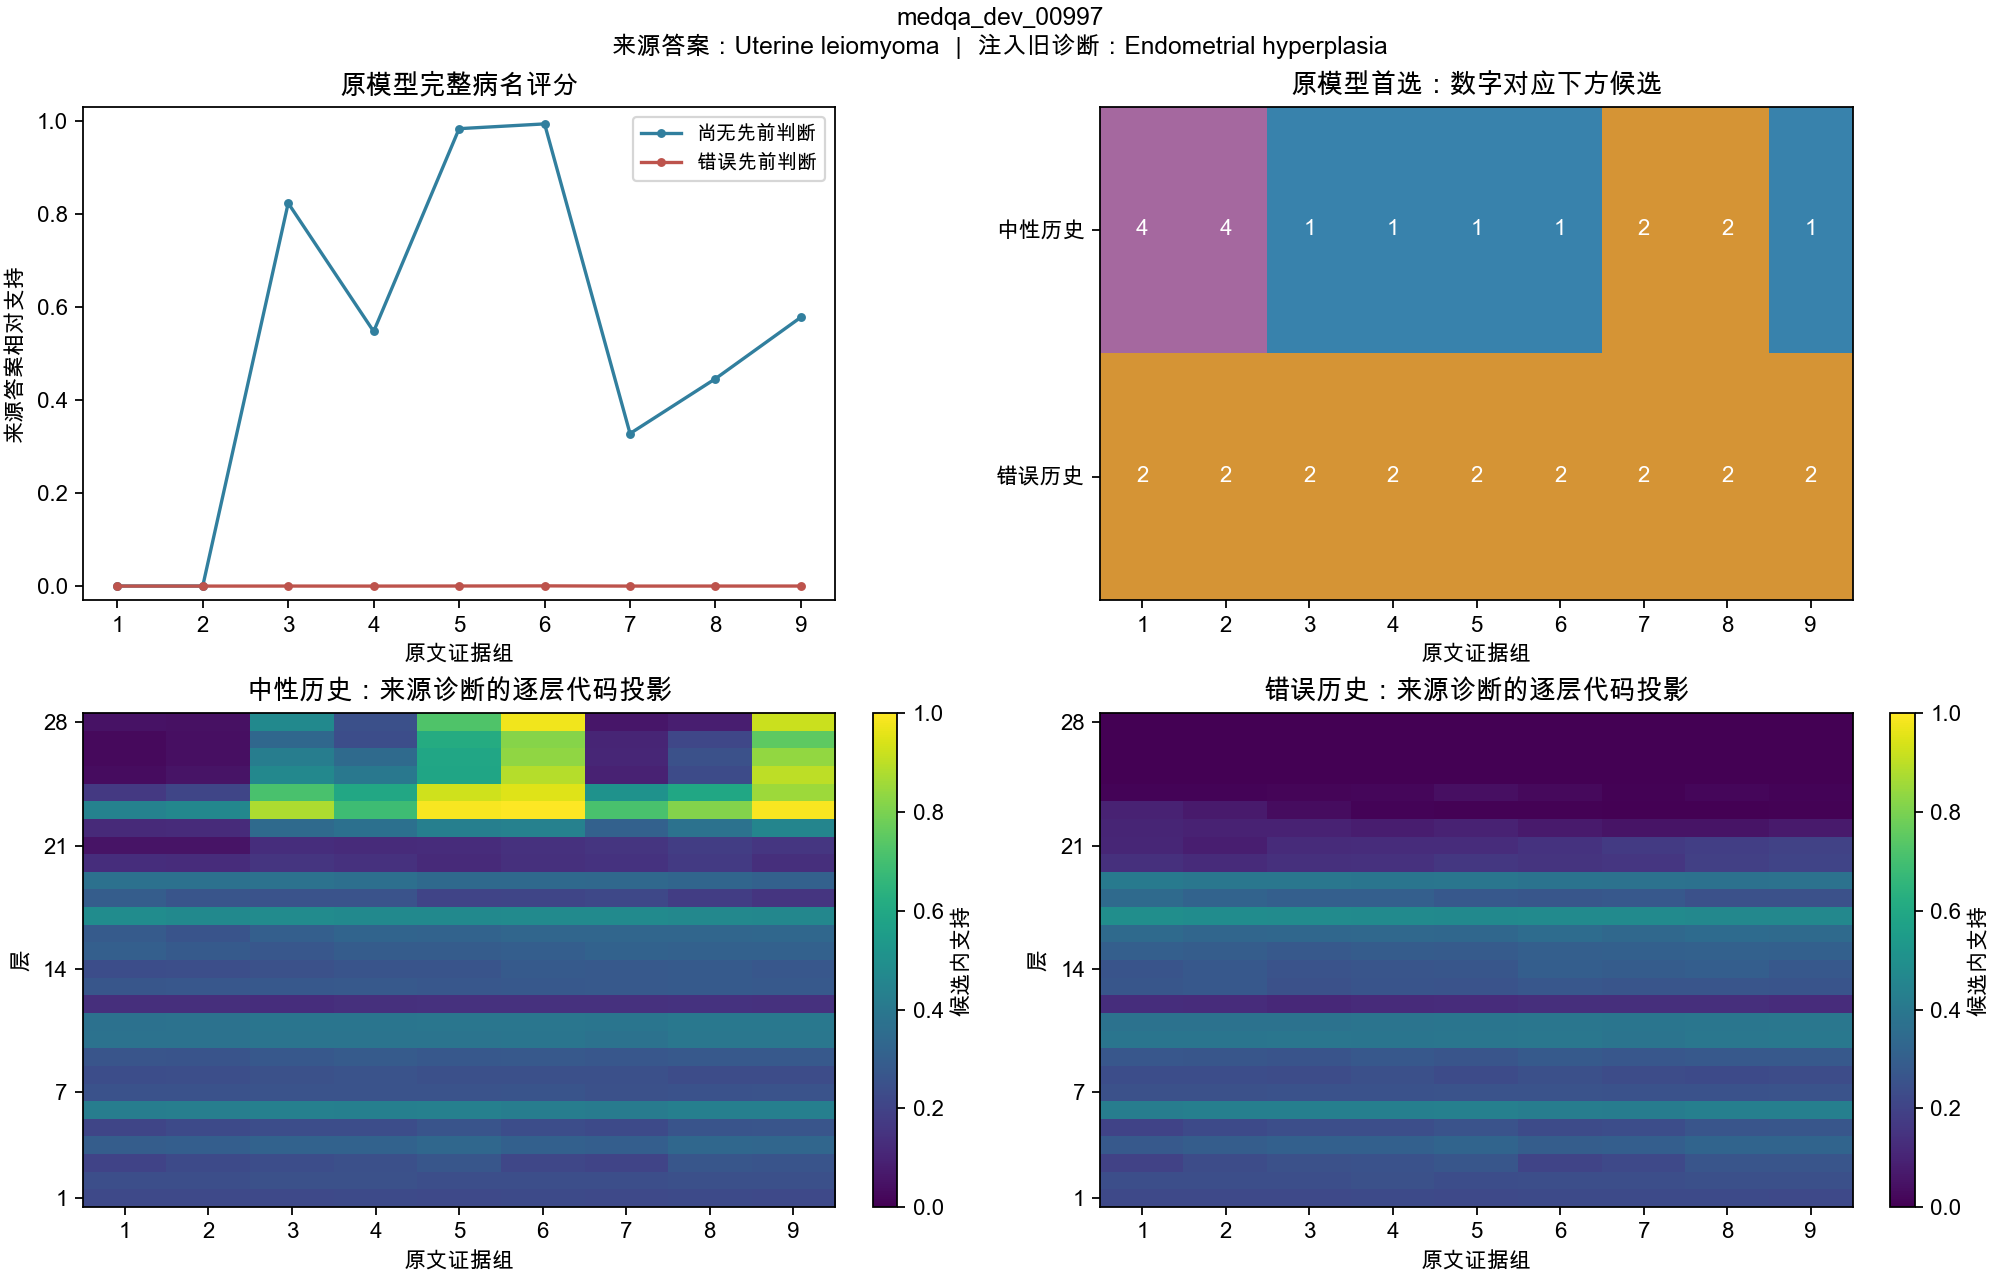 medqa_dev_00997
来源答案：Uterine leiomyoma | 注入旧诊断：Endometrial hyperplasia
原模型完整病名评分
来源答案相对支持
1.0
0.8
0.6
0.4
0.2
0.0
尚无先前判断
错误先前判断
1 2 3 4 5 6 7 8 9
原文证据组
原模型首选：数字对应下方候选
中性历史
4 4 1 1 1 1 2 2 1
错误历史
2 2 2 2 2 2 2 2 2
1 2 3 4 5 6 7 8 9
原文证据组
中性历史：来源诊断的逐层代码投影
层
28
21
14
7
1
1 2 3 4 5 6 7 8 9
原文证据组
1.0
0.8
0.6
0.4
0.2
0.0
候选内支持
错误历史：来源诊断的逐层代码投影
层
28
21
14
7
1
1 2 3 4 5 6 7 8 9
原文证据组
1.0
0.8
0.6
0.4
0.2
0.0
候选内支持